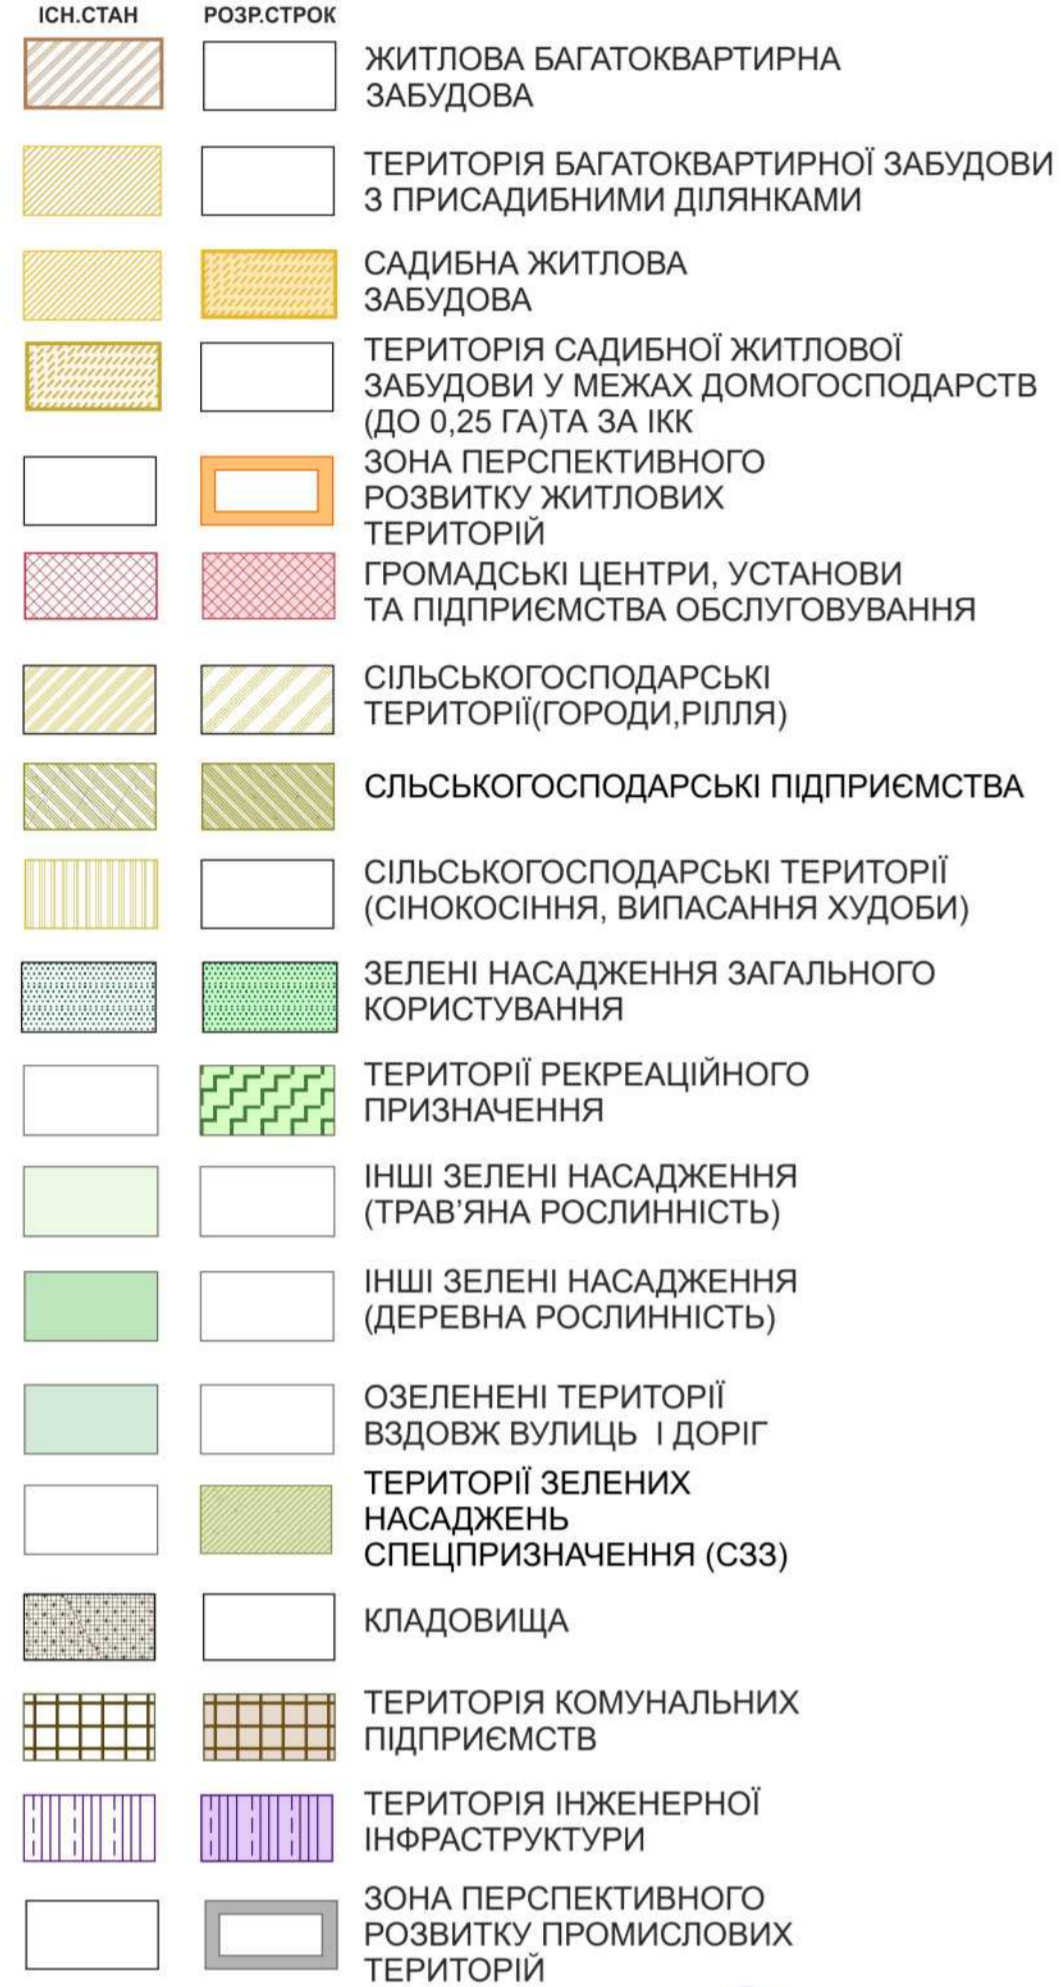 ІСН.СТАН РОЗР.СТРОК
ЖИТЛОВА БАГАТОКВАРТИРНА
ЗАБУДОВА
ТЕРИТОРІЯ БАГАТОКВАРТИРНОЇ ЗАБУДОВИ
З ПРИСАДИБНИМИ ДІЛЯНКАМИ
САДИБНА ЖИТЛОВА
ЗАБУДОВА
ТЕРИТОРІЯ САДИБНОЇ ЖИТЛОВОЇ
ЗАБУДОВИ У МЕЖАХ ДОМОГОСПОДАРСТВ
(ДО 0,25 ГА)ТА ЗА ІКК
ЗОНА ПЕРСПЕКТИВНОГО
РОЗВИТКУ ЖИТЛОВИХ
ТЕРИТОРІЙ
ГРОМАДСЬКІ ЦЕНТРИ, УСТАНОВИ
ТА ПІДПРИЄМСТВА ОБСЛУГОВУВАННЯ
СІЛЬСЬКОГОСПОДАРСЬКІ
ТЕРИТОРІЇ(ГОРОДИ,РІЛЛЯ)
СЛЬСЬКОГОСПОДАРСЬКІ ПІДПРИЄМСТВА
СІЛЬСЬКОГОСПОДАРСЬКІ ТЕРИТОРІЇ
(СІНОКОСІННЯ, ВИПАСАННЯ ХУДОБИ)
ЗЕЛЕНІ НАСАДЖЕННЯ ЗАГАЛЬНОГО
КОРИСТУВАННЯ
ТЕРИТОРІЇ РЕКРЕАЦІЙНОГО
ПРИЗНАЧЕННЯ
ІНШІ ЗЕЛЕНІ НАСАДЖЕННЯ
(ТРАВ’ЯНА РОСЛИННІСТЬ)
ІНШІ ЗЕЛЕНІ НАСАДЖЕННЯ
(ДЕРЕВНА РОСЛИННІСТЬ)
ОЗЕЛЕНЕНІ ТЕРИТОРІЇ
ВЗДОВЖ ВУЛИЦЬ І ДОРІГ
ТЕРИТОРІЇ ЗЕЛЕНИХ
НАСАДЖЕНЬ
СПЕЦПРИЗНАЧЕННЯ (СЗЗ)
КЛАДОВИЩА
ТЕРИТОРІЯ КОМУНАЛЬНИХ
ПІДПРИЄМСТВ
ТЕРИТОРІЯ ІНЖЕНЕРНОЇ
ІНФРАСТРУКТУРИ
ЗОНА ПЕРСПЕКТИВНОГО
РОЗВИТКУ ПРОМИСЛОВИХ
ТЕРИТОРІЙ